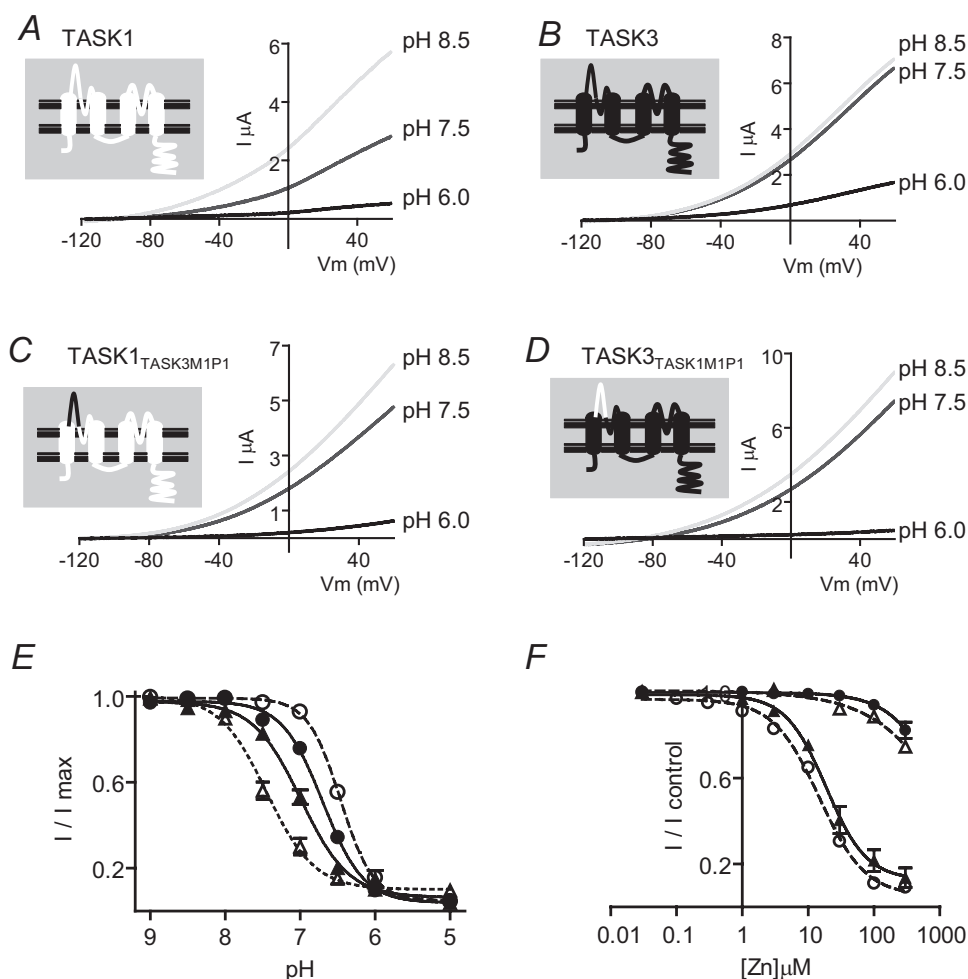 A
TASK1
6
4
2
I µA
pH 8.5
pH 7.5
pH 6.0
-120
-80
-40
40
Vm (mV)
B
TASK3
8
6
4
2
I µA
pH 8.5
pH 7.5
pH 6.0
-120
-80
-40
40
Vm (mV)
C
TASK1TASK3M1P1
7
5
3
1
I µA
pH 8.5
pH 7.5
pH 6.0
-120
-80
-40
40
Vm (mV)
D
TASK3TASK1M1P1
10
6
2
I µA
pH 8.5
pH 7.5
pH 6.0
-120
-80
-40
40
Vm (mV)
E
1.0
0.6
0.2
I / I max
9 8 7 6 5
pH
F
0.6
0.2
I / I control
0.01 0.1 1 10 100 1000
[Zn]µM